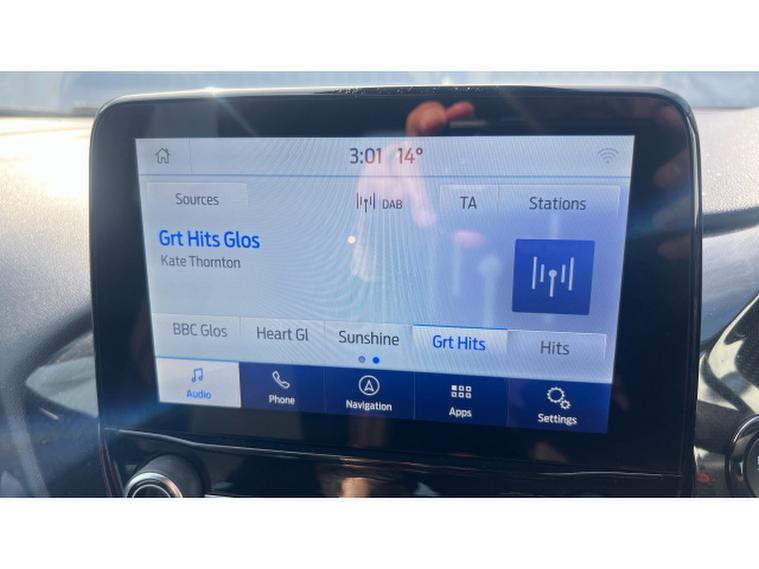 3:01 14°
Sources DAB TA Stations
Grt Hits Glos
Kate Thornton
BBC Glos Heart Gl Sunshine Grt Hits Hits
Audio Phone Navigation Apps Settings